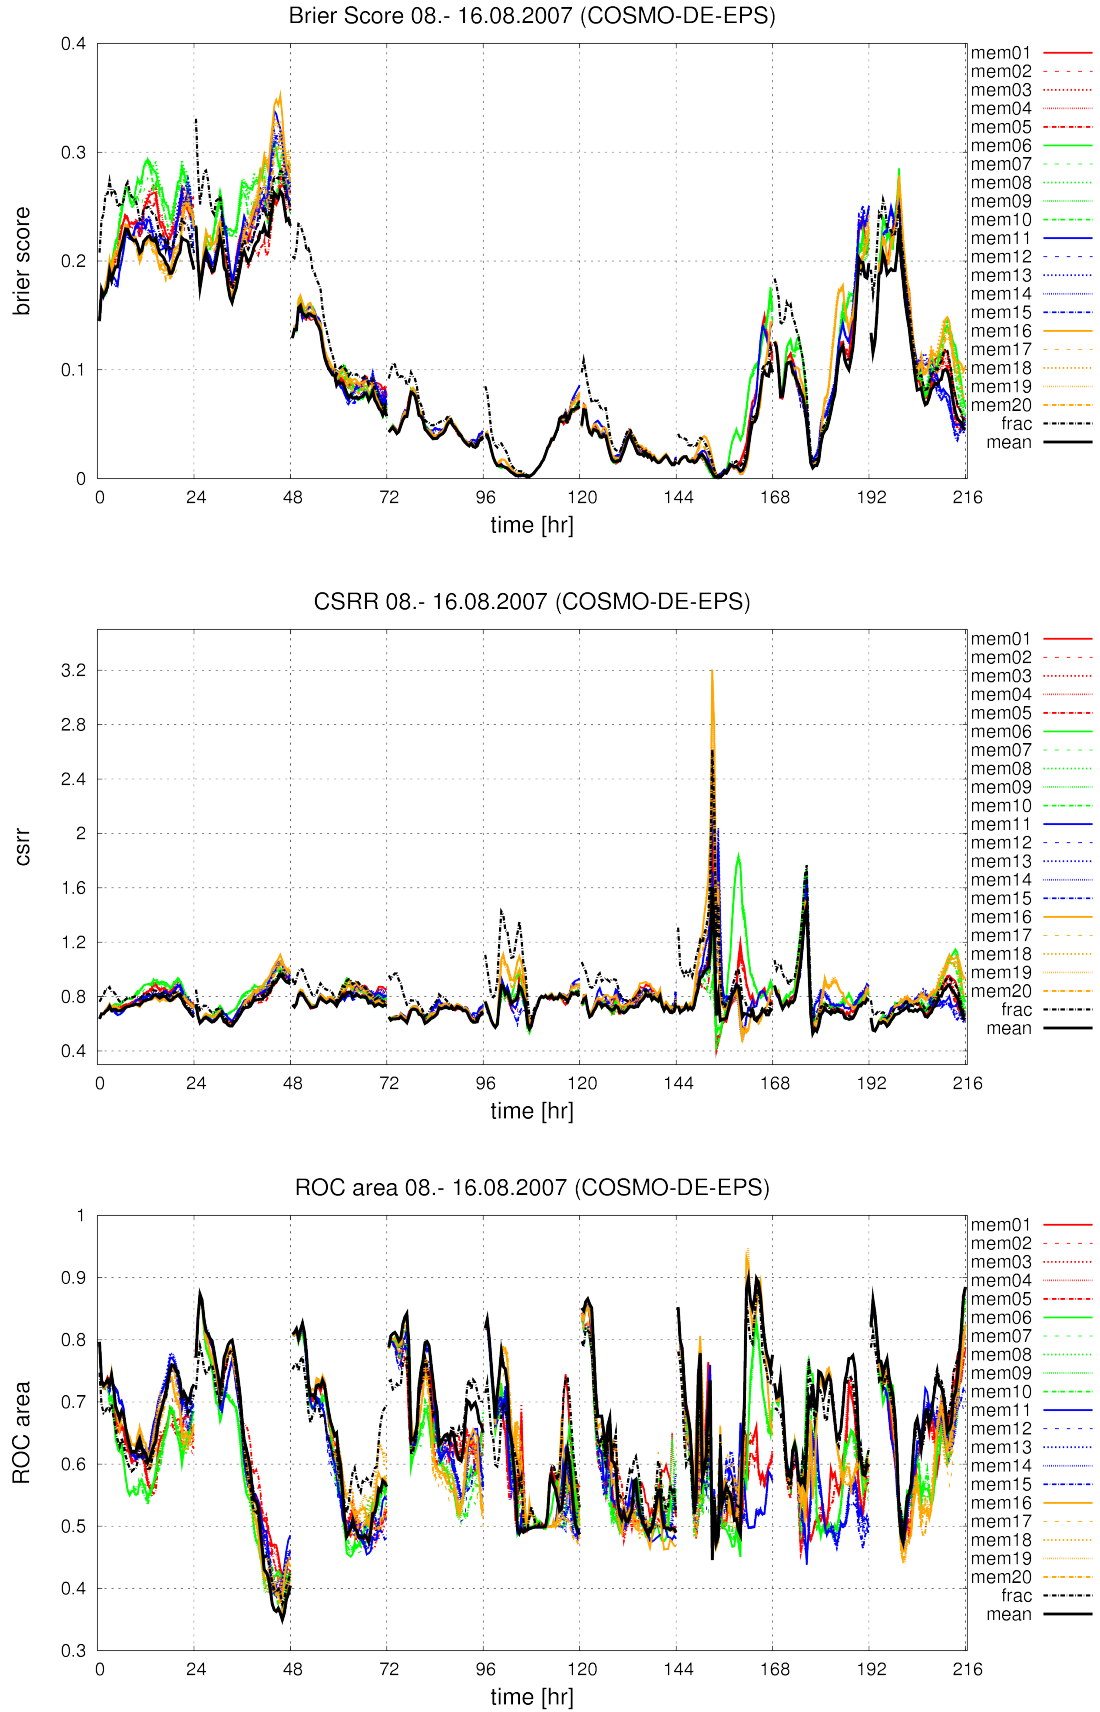 Brier Score 08.- 16.08.2007 (COSMO-DE-EPS)
0.4
0.3
0.2
0.1
0
brier score
0 24 48 72 96 120 144 168 192 216
time [hr]
mem01
mem02
mem03
mem04
mem05
mem06
mem07
mem08
mem09
mem10
mem11
mem12
mem13
mem14
mem15
mem16
mem17
mem18
mem19
mem20
frac
mean
CSRR 08.- 16.08.2007 (COSMO-DE-EPS)
3.2
2.8
2.4
2
1.6
1.2
0.8
0.4
csrr
0 24 48 72 96 120 144 168 192 216
time [hr]
mem01
mem02
mem03
mem04
mem05
mem06
mem07
mem08
mem09
mem10
mem11
mem12
mem13
mem14
mem15
mem16
mem17
mem18
mem19
mem20
frac
mean
ROC area 08.- 16.08.2007 (COSMO-DE-EPS)
1
0.9
0.8
0.7
0.6
0.5
0.4
0.3
ROC area
0 24 48 72 96 120 144 168 192 216
time [hr]
mem01
mem02
mem03
mem04
mem05
mem06
mem07
mem08
mem09
mem10
mem11
mem12
mem13
mem14
mem15
mem16
mem17
mem18
mem19
mem20
frac
mean